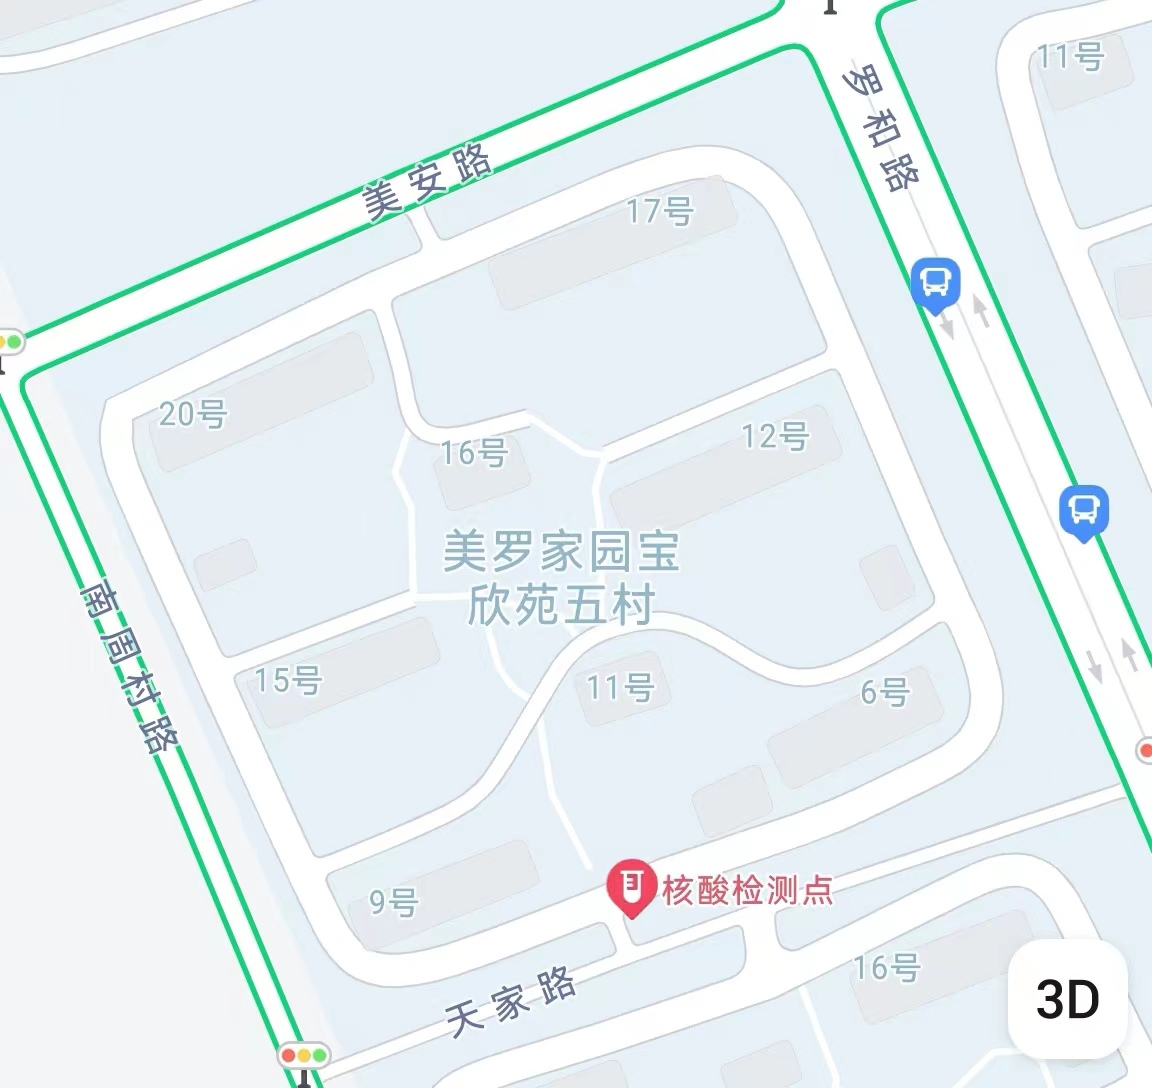 11号
罗和路
美安路
17号
20号
12号
16号
美罗家园宝
欣苑五村
南周村路
15号
11号
6号
核酸检测点
9号
16号
天家路
3D